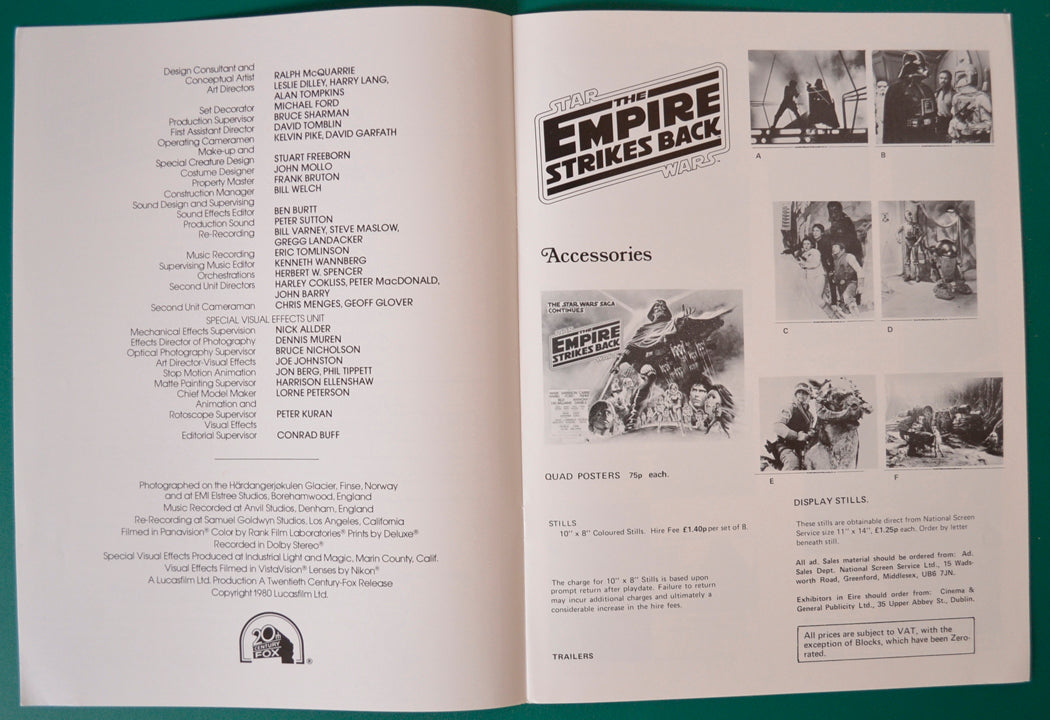 Design Consultant and
Conceptual Artist RALPH McQUARRIE
Art Directors LESLIE DILLEY, HARRY LANG,
ALAN TOMPKINS
Set Decorator MICHAEL FORD
Production Supervisor BRUCE SHARMAN
First Assistant Director DAVID TOMBLIN
Operating Cameramen KELVIN PIKE, DAVID GARFATH
Make-up and
Special Creature Design STUART FREEBORN
Costume Designer JOHN MOLLO
Property Master FRANK BRUTON
Construction Manager BILL WELCH
Sound Design and Supervising
Sound Effects Editor BEN BURTT
Production Sound PETER SUTTON
Re-Recording BILL VARNEY, STEVE MASLOW,
GREGG LANDACKER
Music Recording ERIC TOMLINSON
Supervising Music Editor KENNETH WANNBERG
Orchestrations HERBERT W. SPENCER
Second Unit Directors HARLEY COKLISS, PETER MacDONALD,
JOHN BARRY
Second Unit Cameraman CHRIS MENGES, GEOFF GLOVER
SPECIAL VISUAL EFFECTS UNIT
Mechanical Effects Supervision NICK ALLDER
Effects Director of Photography DENNIS MUREN
Optical Photography Supervisor BRUCE NICHOLSON
Art Director-Visual Effects JOE JOHNSTON
Stop Motion Animation JON BERG, PHIL TIPPETT
Matte Painting Supervisor HARRISON ELLENSHAW
Chief Model Maker LORNE PETERSON
Animation and
Rotoscope Supervisor PETER KURAN
Visual Effects
Editorial Supervisor CONRAD BUFF
Photographed on the Hårdangerjøkulen Glacier, Finse, Norway
and at EMI Elstree Studios, Borehamwood, England
Music Recorded at Anvil Studios, Denham, England
Re-Recording at Samuel Goldwyn Studios, Los Angeles, California
Filmed in Panavision® Color by Rank Film Laboratories® Prints by Deluxe®
Recorded in Dolby Stereo®
Special Visual Effects Produced at Industrial Light and Magic, Marin County, Calif.
Visual Effects Filmed in VistaVision® Lenses by Nikon®
A Lucasfilm Ltd. Production A Twentieth Century-Fox Release
Copyright 1980 Lucasfilm Ltd.
20th
CENTURY
FOX ®
STAR
THE
EMPIRE
STRIKES BACK
WARS™
Accessories
THE STAR WARS SAGA
CONTINUES
STAR
THE
EMPIRE
STRIKES BACK
QUAD POSTERS 75p each.
STILLS
10" x 8" Coloured Stills. Hire Fee £1.40p per set of 8.
The charge for 10" x 8" Stills is based upon
prompt return after playdate. Failure to return
may incur additional charges and ultimately a
considerable increase in the hire fees.
TRAILERS
A
B
C
D
E
F
DISPLAY STILLS.
These stills are obtainable direct from National Screen
Service size 11" x 14", £1.25p each. Order by letter
beneath still.
All ad. Sales material should be ordered from: Ad.
Sales Dept. National Screen Service Ltd., 15 Wads-
worth Road, Greenford, Middlesex, UB6 7JN.
Exhibitors in Eire should order from: Cinema &
General Publicity Ltd., 35 Upper Abbey St., Dublin.
All prices are subject to VAT, with the
exception of Blocks, which have been Zero-
rated.